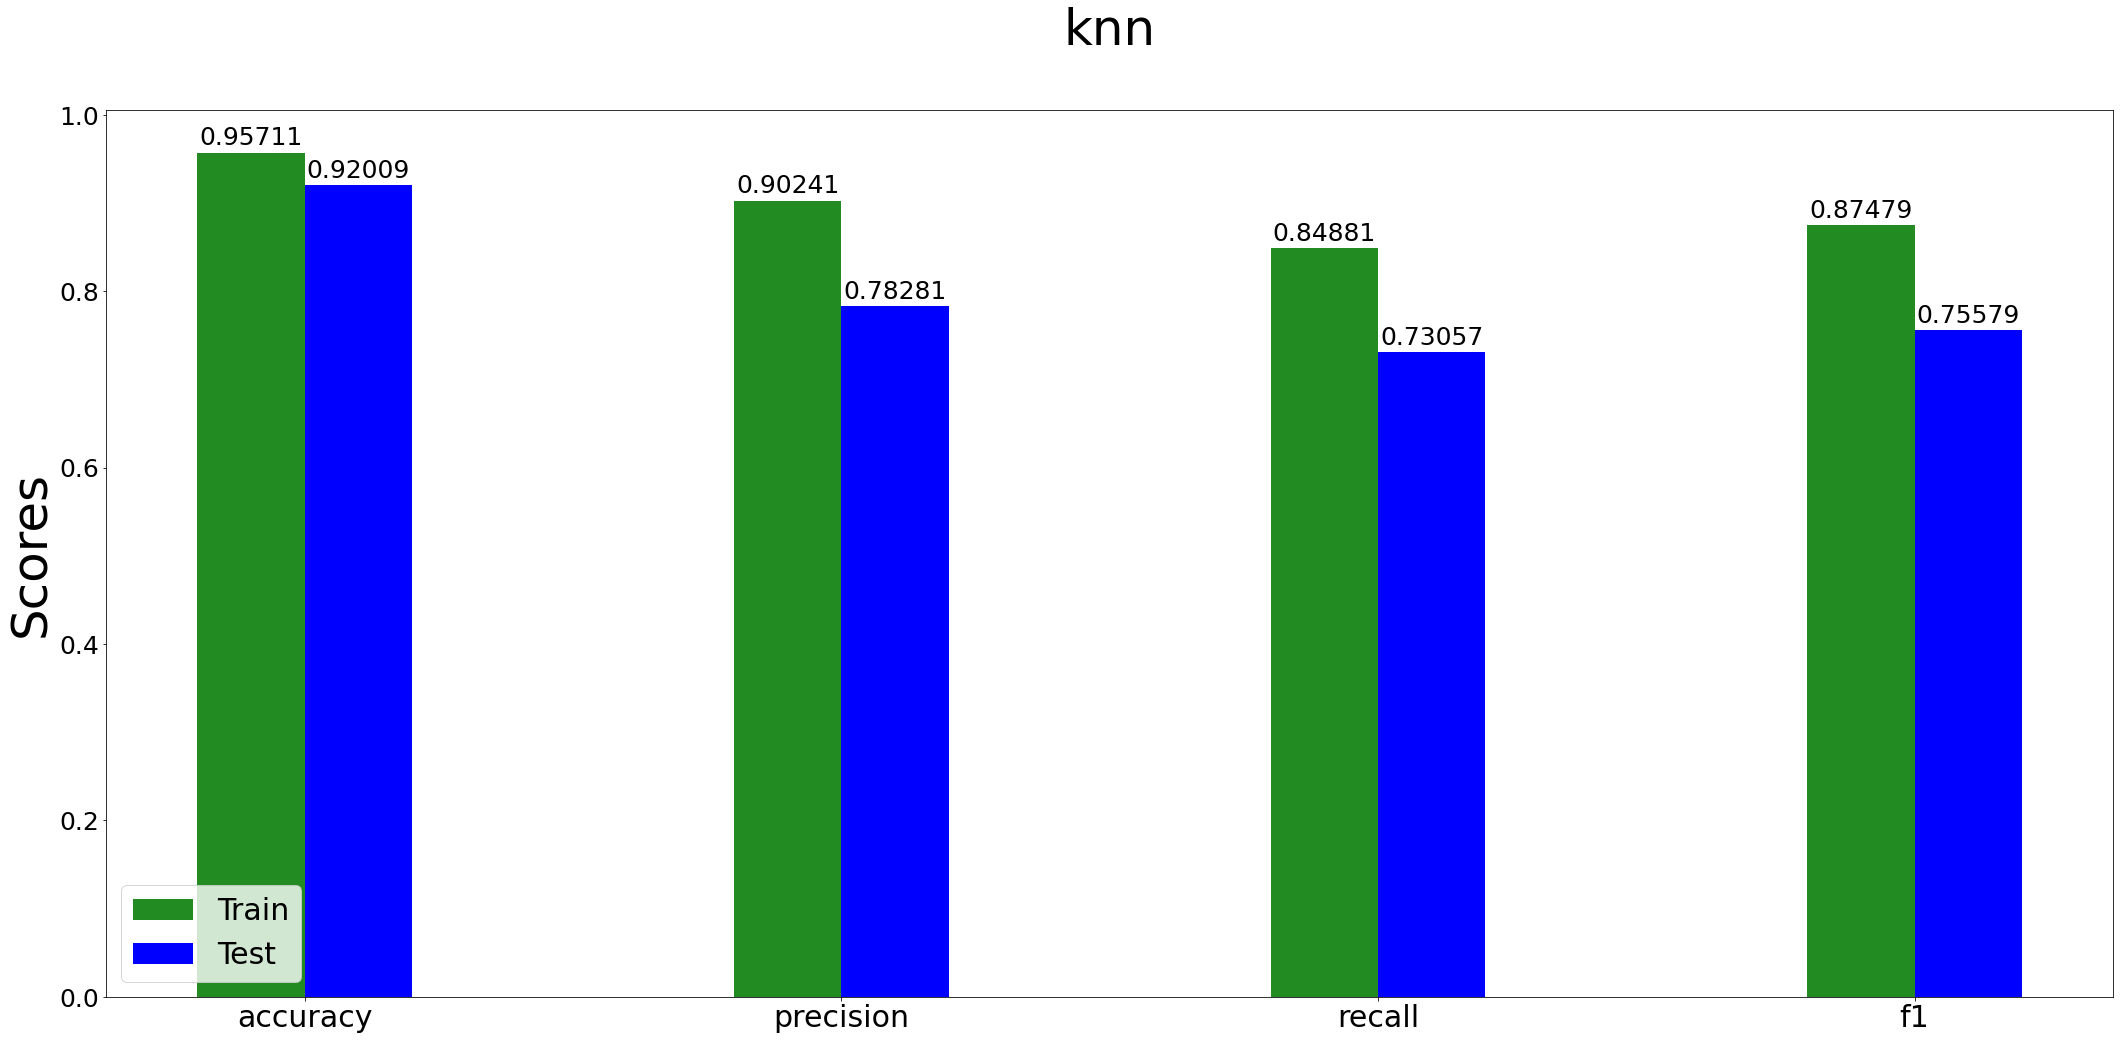 knn
Scores
1.0
0.8
0.6
0.4
0.2
0.0
0.95711
0.92009
0.90241
0.78281
0.84881
0.73057
0.87479
0.75579
Train
Test
accuracy
precision
recall
f1